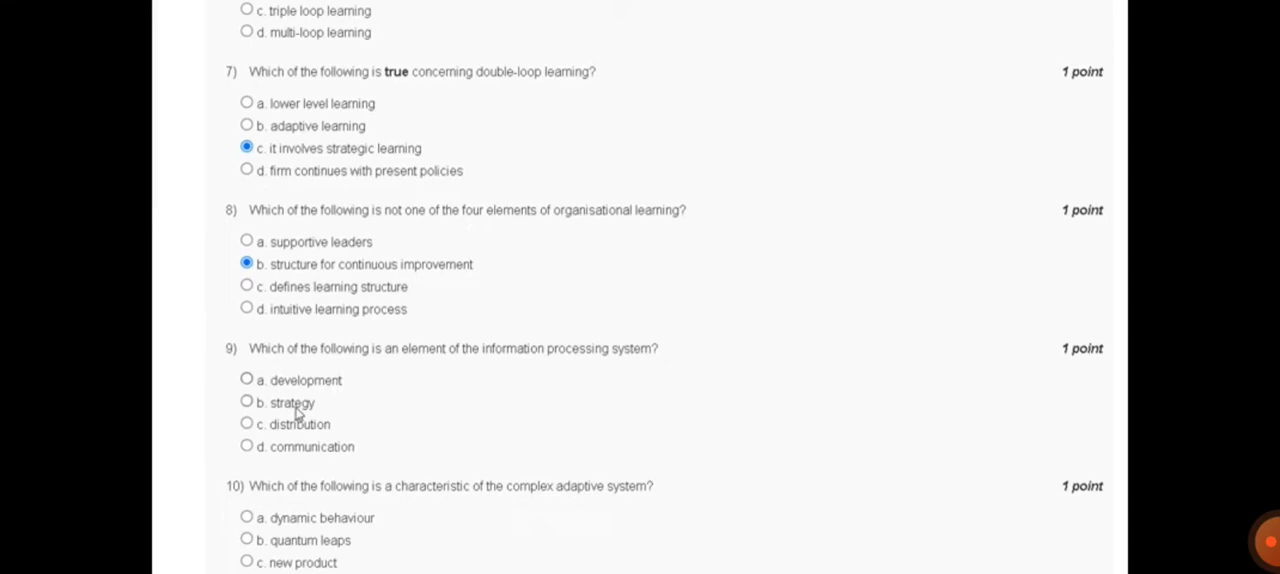 c. triple loop learning
d. multi-loop learning
7) Which of the following is true concerning double-loop learning? 1 point
a. lower level learning
b. adaptive learning
c. it involves strategic learning
d. firm continues with present policies
8) Which of the following is not one of the four elements of organisational learning? 1 point
a. supportive leaders
b. structure for continuous improvement
c. defines learning structure
d. intuitive learning process
9) Which of the following is an element of the information processing system? 1 point
a. development
b. strategy
c. distribution
d. communication
10) Which of the following is a characteristic of the complex adaptive system? 1 point
a. dynamic behaviour
b. quantum leaps
c. new product